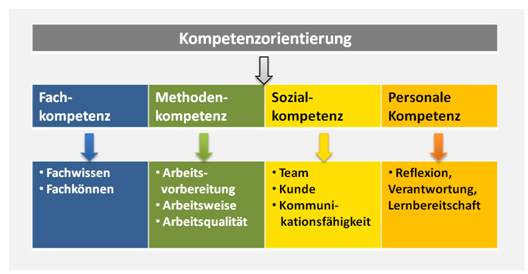 Kompetenzorientierung
Fach-
kompetenz
Methoden-
kompetenz
Sozial-
kompetenz
Personale
Kompetenz
• Fachwissen
• Fachkönnen
• Arbeits-
vorbereitung
• Arbeitsweise
• Arbeitsqualität
• Team
• Kunde
• Kommuni-
kationsfähigkeit
• Reflexion,
Verantwortung,
Lernbereitschaft